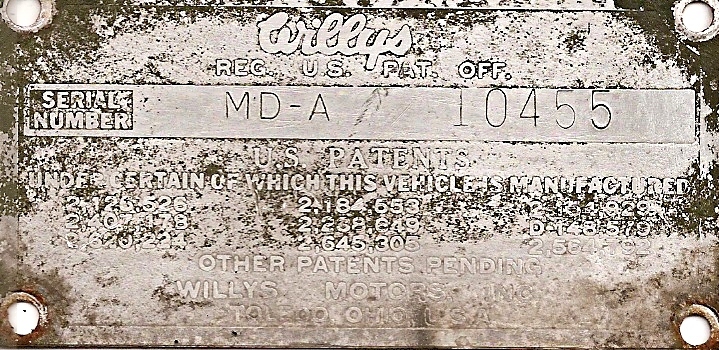 Willys
REG. U.S. PAT. OFF.
SERIAL NUMBER MD-A 10455
U.S. PATENTS
UNDER CERTAIN OF WHICH THIS VEHICLE IS MANUFACTURED
2,184,653
2,645,305
OTHER PATENTS PENDING
WILLYS MOTORS INC.
TOLEDO, OHIO, U.S.A.